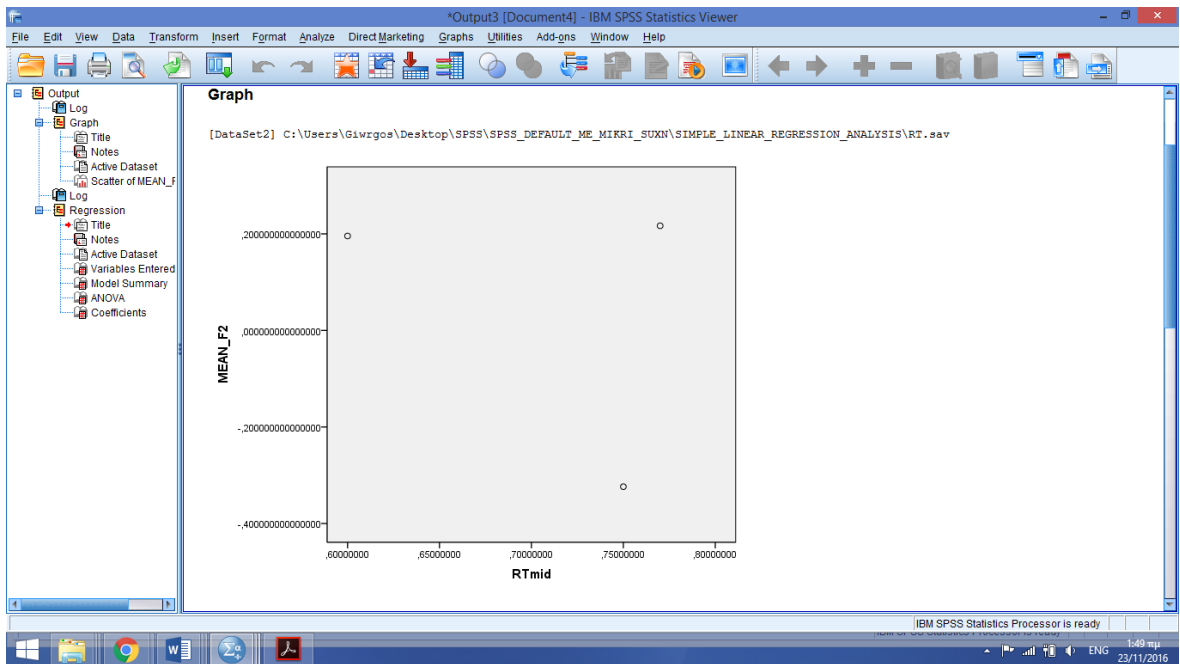 *Output3 [Document4] - IBM SPSS Statistics Viewer
File Edit View Data Transform Insert Format Analyze Direct Marketing Graphs Utilities Add-ons Window Help
Output
Log
Graph
Title
Notes
Active Dataset
Scatter of MEAN_F
Log
Regression
Title
Notes
Active Dataset
Variables Entered
Model Summary
ANOVA
Coefficients
Graph
[DataSet2] C:\Users\Giwrgos\Desktop\SPSS\SPSS_DEFAULT_ME_MIKRI_SUXN\SIMPLE_LINEAR_REGRESSION_ANALYSIS\RT.sav
,200000000000000
,000000000000000
-,200000000000000
-,400000000000000
MEAN_F2
,60000000 ,65000000 ,70000000 ,75000000 ,80000000
RTmid
IBM SPSS Statistics Processor is ready
ENG
1:49 πμ
23/11/2016